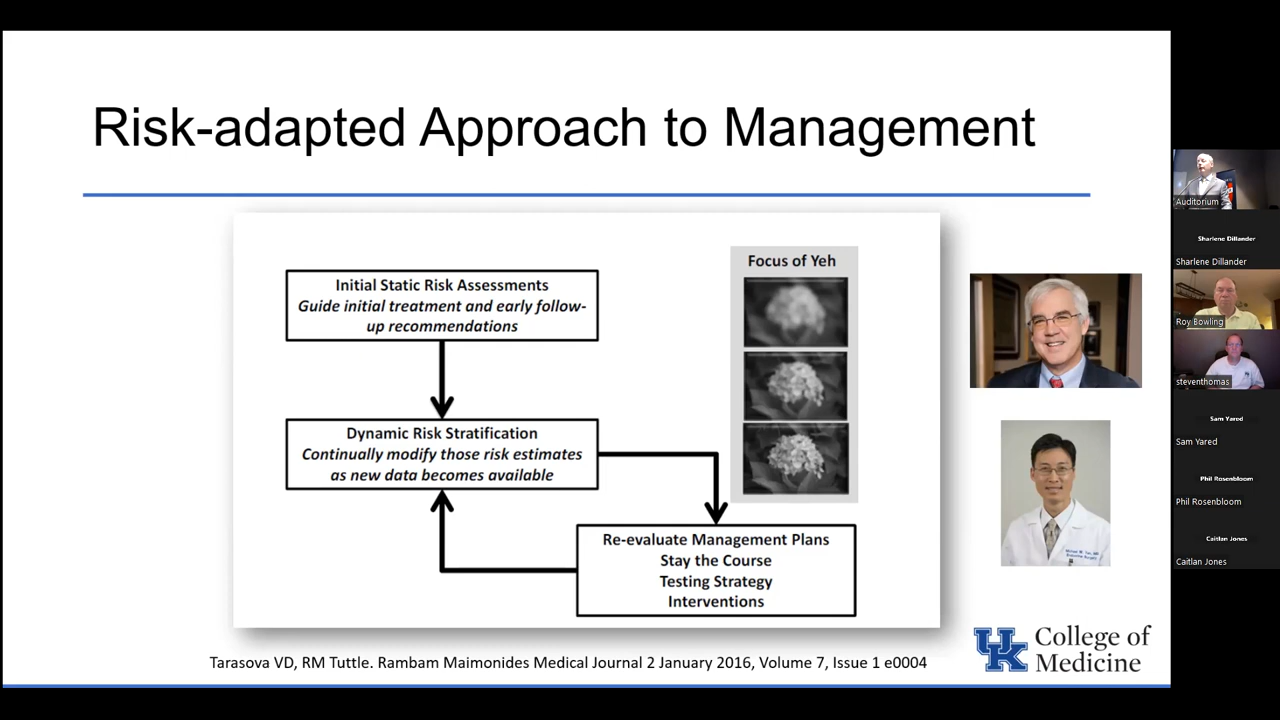 Risk-adapted Approach to Management
Initial Static Risk Assessments
Guide initial treatment and early follow-
up recommendations
Focus of Yeh
Dynamic Risk Stratification
Continually modify those risk estimates
as new data becomes available
Re-evaluate Management Plans
Stay the Course
Testing Strategy
Interventions
Tarasova VD, RM Tuttle. Rambam Maimonides Medical Journal 2 January 2016, Volume 7, Issue 1 e0004
UK
College of
Medicine
Auditorium
Sharlene Dillander
Sharlene Dillander
Roy Bowling
steventhomas
Sam Yared
Sam Yared
Phil Rosenbloom
Phil Rosenbloom
Caitlan Jones
Caitlan Jones